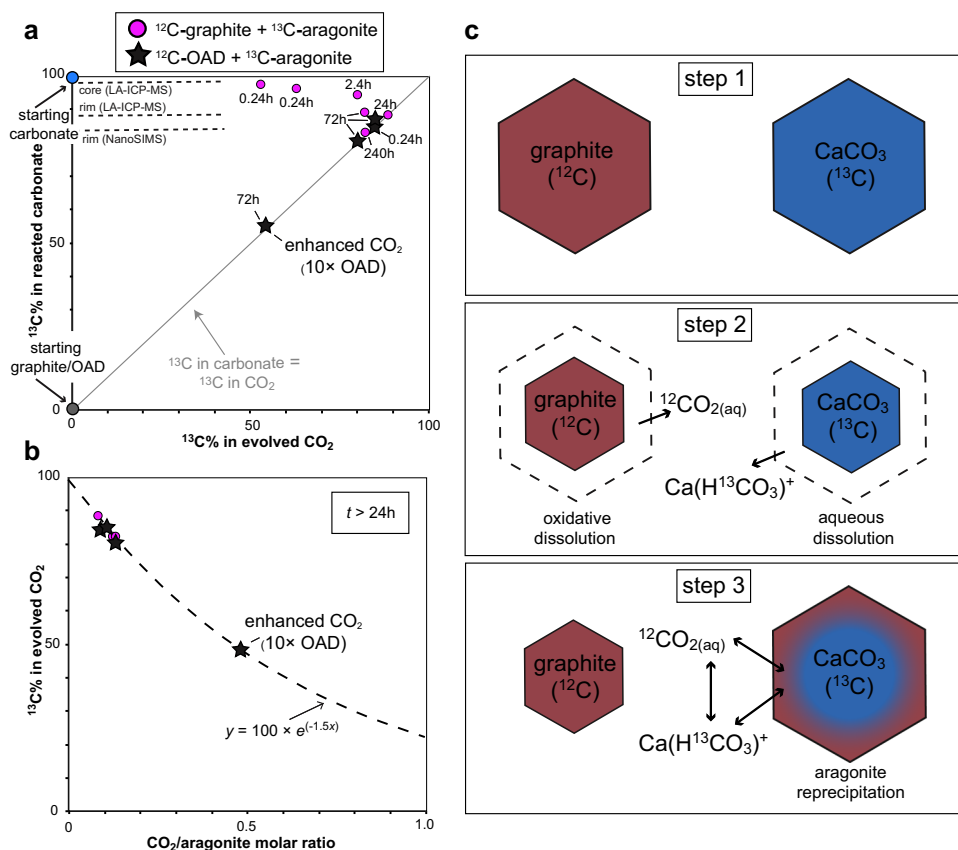 a
¹²C-graphite + ¹³C-aragonite
¹²C-OAD + ¹³C-aragonite
100
core (LA-ICP-MS)
rim (LA-ICP-MS)
starting
carbonate
rim (NanoSIMS)
0.24h
0.24h
2.4h
24h
72h
0.24h
240h
72h
enhanced CO₂
(10× OAD)
50
¹³C% in reacted carbonate
starting
graphite/OAD
¹³C in carbonate =
¹³C in CO₂
0
0
50
100
¹³C% in evolved CO₂
b
100
t > 24h
¹³C% in evolved CO₂
50
enhanced CO₂
(10× OAD)
y = 100 × e⁽⁻¹·⁵ˣ⁾
0
0
0.5
1.0
CO₂/aragonite molar ratio
c
step 1
graphite
(¹²C)
CaCO₃
(¹³C)
step 2
graphite
(¹²C)
¹²CO₂₍aq₎
CaCO₃
(¹³C)
Ca(H¹³CO₃)⁺
oxidative
dissolution
aqueous
dissolution
step 3
graphite
(¹²C)
¹²CO₂₍aq₎
CaCO₃
(¹³C)
Ca(H¹³CO₃)⁺
aragonite
reprecipitation